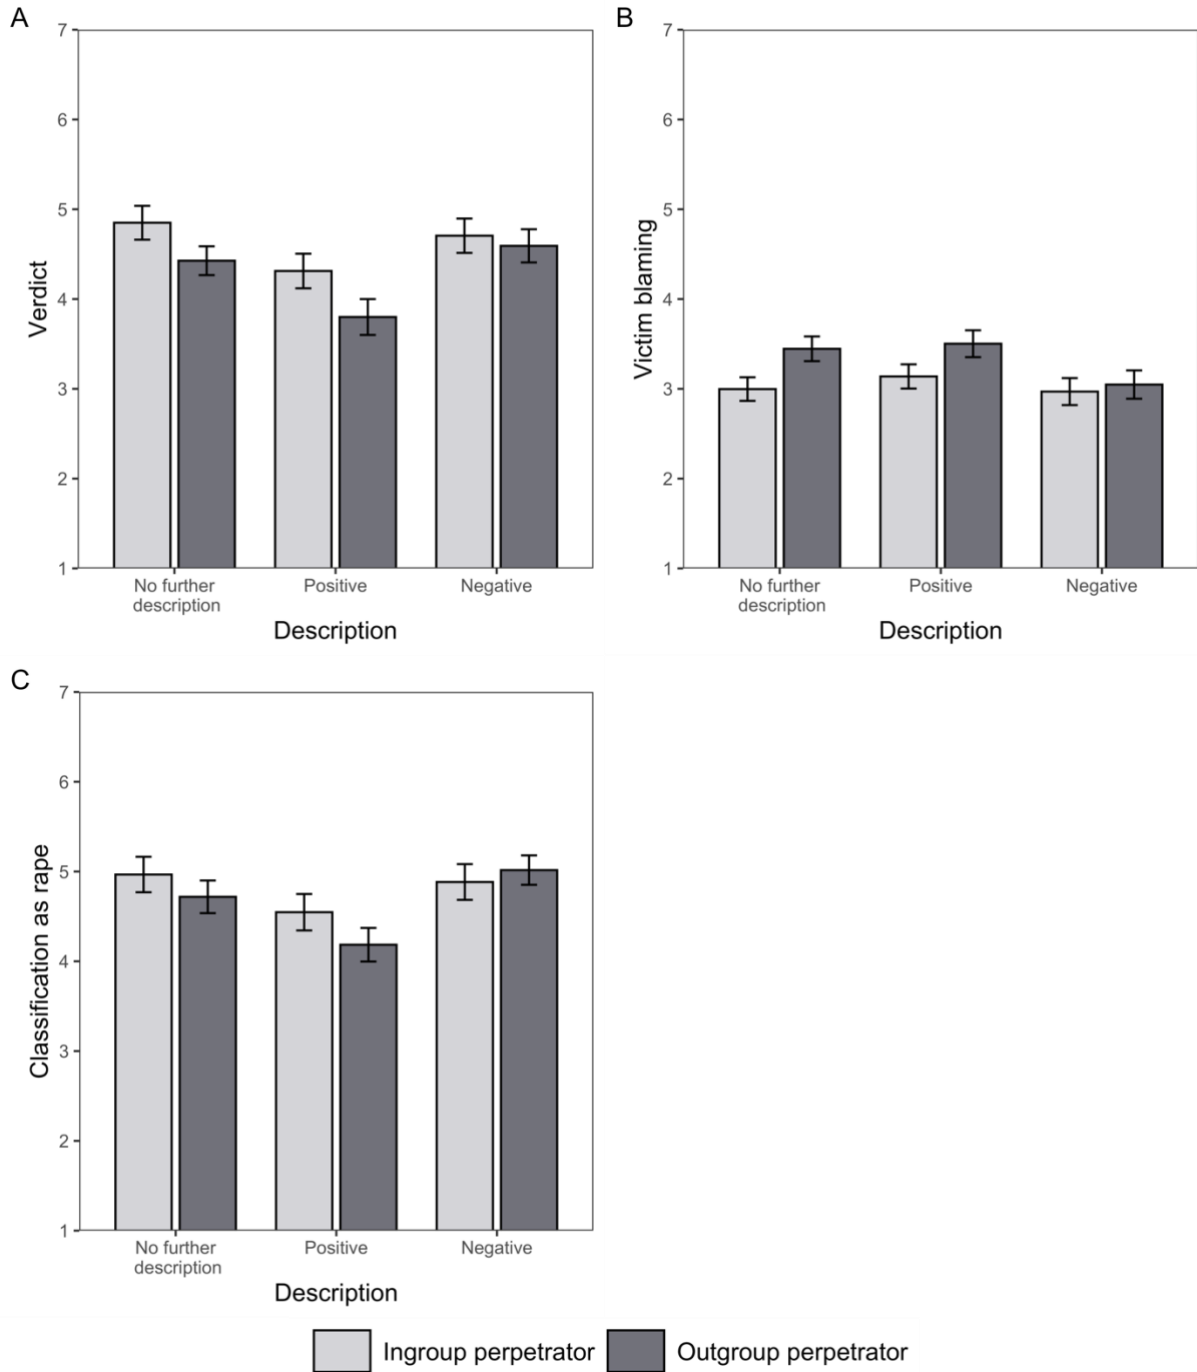 A
7
6
5
4
3
2
1
Verdict
No further
description
Positive
Negative
Description
B
7
6
5
4
3
2
1
Victim blaming
No further
description
Positive
Negative
Description
C
7
6
5
4
3
2
1
Classification as rape
No further
description
Positive
Negative
Description
Ingroup perpetrator
Outgroup perpetrator